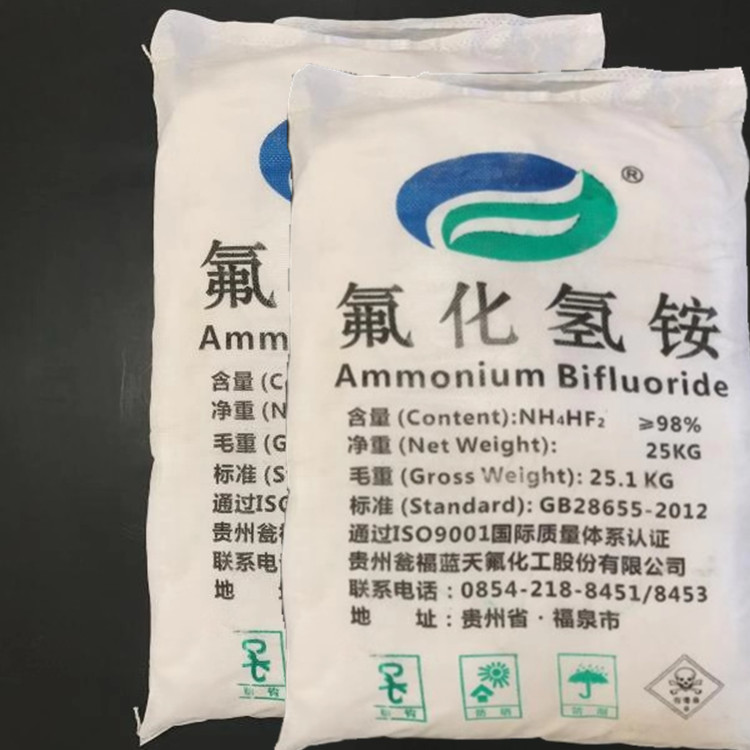 ®
氟化氢铵
Ammonium Bifluoride
含量 (Content):NH₄HF₂ ≥98%
净重 (Net Weight): 25KG
毛重 (Gross Weight): 25.1 KG
标准 (Standard): GB28655-2012
通过ISO9001国际质量体系认证
贵州瓮福蓝天氟化工股份有限公司
联系电话：0854-218-8451/8453
地 址：贵州省·福泉市
氟
Amm
含量 (C
净重 (N
毛重 (G
标准 (S
通过ISO
贵州瓮
联系电
地